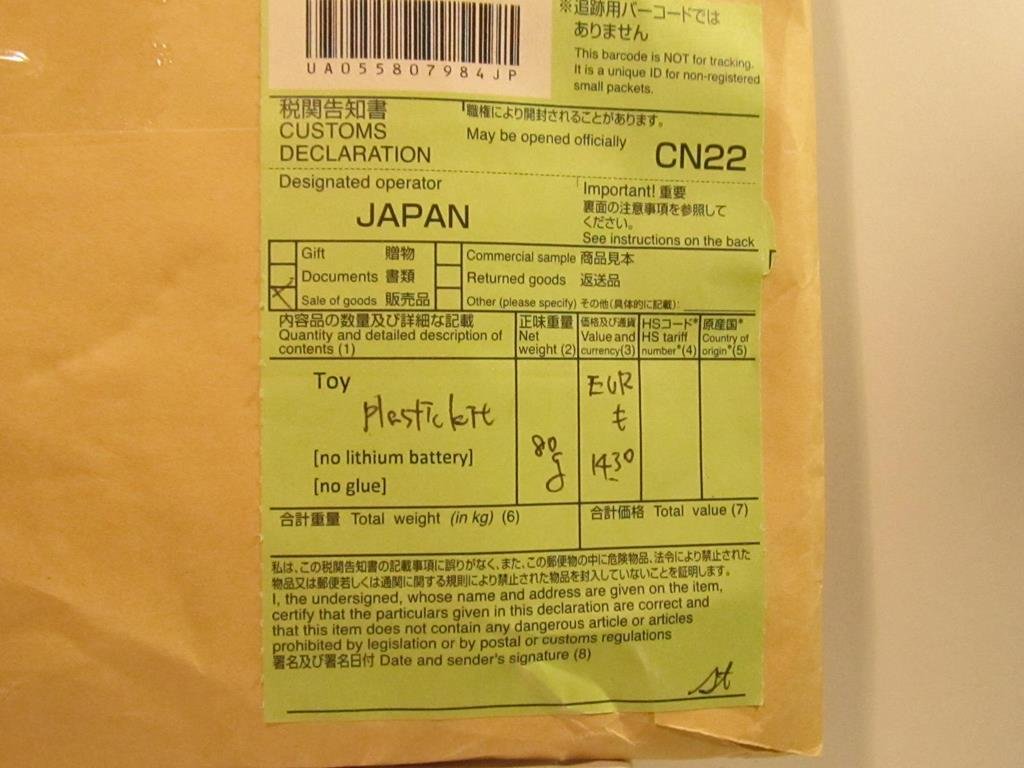 ※追跡用バーコードでは
ありません
This barcode is NOT for tracking.
It is a unique ID for non-registered
small packets.
UA055807984JP
税関告知書
CUSTOMS
DECLARATION
職権により開封されることがあります。
May be opened officially
CN22
Designated operator
JAPAN
Important! 重要
裏面の注意事項を参照して
ください。
See instructions on the back
Gift 贈物
Commercial sample 商品見本
Documents 書類
Returned goods 返送品
Sale of goods 販売品
Other (please specify) その他(具体的に記載):
内容品の数量及び詳細な記載
Quantity and detailed description of
contents (1)
正味重量
Net
weight (2)
価格及び通貨
Value and
currency(3)
HSコード*
HS tariff
number*(4)
原産国*
Country of
origin*(5)
Toy
plastic kit
[no lithium battery]
[no glue]
80
g
EUR
1430
合計重量 Total weight (in kg) (6)
合計価格 Total value (7)
私は、この税関告知書の記載事項に誤りがなく、また、この郵便物の中に危険物品、法令により禁止された
物品又は郵便若しくは通関に関する規則により禁止された物品を封入していないことを証明します。
I, the undersigned, whose name and address are given on the item,
certify that the particulars given in this declaration are correct and
that this item does not contain any dangerous article or articles
prohibited by legislation or by postal or customs regulations
署名及び署名日付 Date and sender's signature (8)